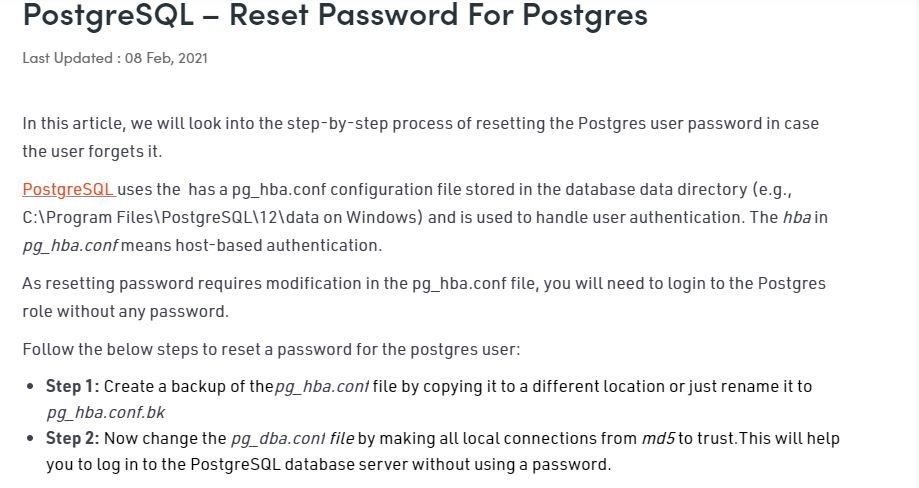 PostgreSQL – Reset Password For Postgres
Last Updated : 08 Feb, 2021
In this article, we will look into the step-by-step process of resetting the Postgres user password in case
the user forgets it.
PostgreSQL uses the has a pg_hba.conf configuration file stored in the database data directory (e.g.,
C:\Program Files\PostgreSQL\12\data on Windows) and is used to handle user authentication. The hba in
pg_hba.conf means host-based authentication.
As resetting password requires modification in the pg_hba.conf file, you will need to login to the Postgres
role without any password.
Follow the below steps to reset a password for the postgres user:
• Step 1: Create a backup of the pg_hba.conf file by copying it to a different location or just rename it to
pg_hba.conf.bk
• Step 2: Now change the pg_dba.conf file by making all local connections from md5 to trust.This will help
you to log in to the PostgreSQL database server without using a password.